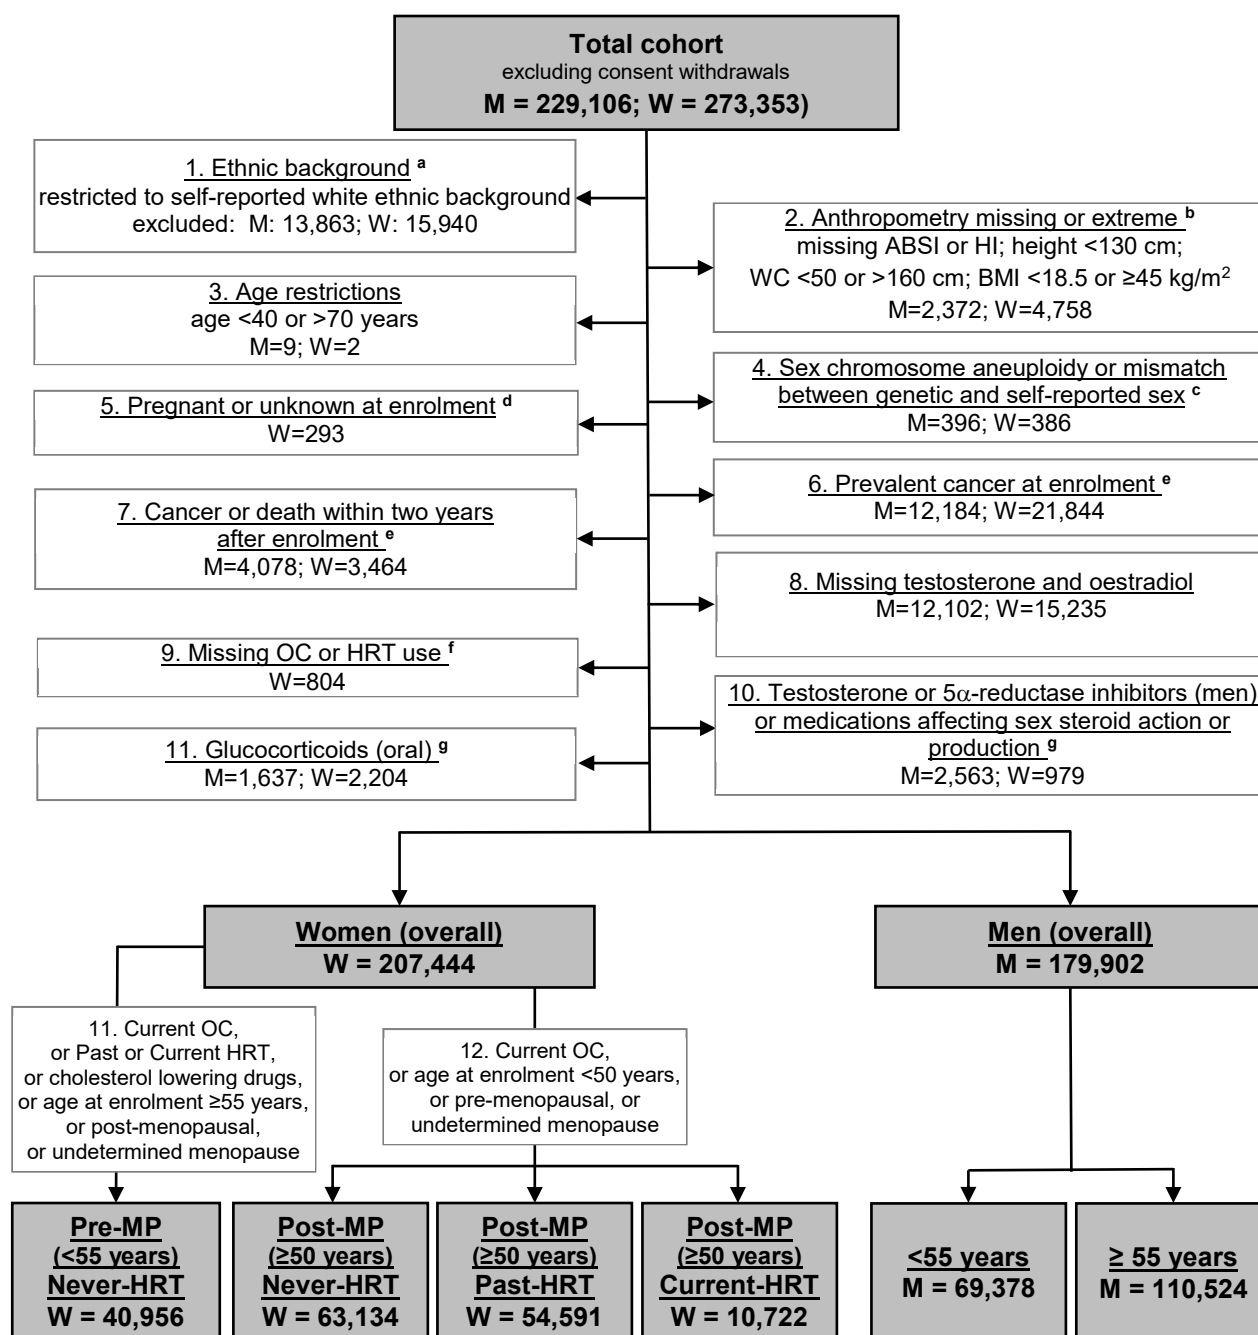 Total cohort
excluding consent withdrawals
M = 229,106; W = 273,353)
1. Ethnic background a
restricted to self-reported white ethnic background
excluded: M: 13,863; W: 15,940
2. Anthropometry missing or extreme b
missing ABSI or HI; height <130 cm;
WC <50 or >160 cm; BMI <18.5 or ≥45 kg/m2
M=2,372; W=4,758
3. Age restrictions
age <40 or >70 years
M=9; W=2
4. Sex chromosome aneuploidy or mismatch
between genetic and self-reported sex c
M=396; W=386
5. Pregnant or unknown at enrolment d
W=293
6. Prevalent cancer at enrolment e
M=12,184; W=21,844
7. Cancer or death within two years
after enrolment e
M=4,078; W=3,464
8. Missing testosterone and oestradiol
M=12,102; W=15,235
9. Missing OC or HRT use f
W=804
10. Testosterone or 5α-reductase inhibitors (men)
or medications affecting sex steroid action or
production g
M=2,563; W=979
11. Glucocorticoids (oral) g
M=1,637; W=2,204
Women (overall)
W = 207,444
Men (overall)
M = 179,902
11. Current OC,
or Past or Current HRT,
or cholesterol lowering drugs,
or age at enrolment ≥55 years,
or post-menopausal,
or undetermined menopause
12. Current OC,
or age at enrolment <50 years,
or pre-menopausal, or
undetermined menopause
Pre-MP
(<55 years)
Never-HRT
W = 40,956
Post-MP
(≥50 years)
Never-HRT
W = 63,134
Post-MP
(≥50 years)
Past-HRT
W = 54,591
Post-MP
(≥50 years)
Current-HRT
W = 10,722
<55 years
M = 69,378
≥ 55 years
M = 110,524